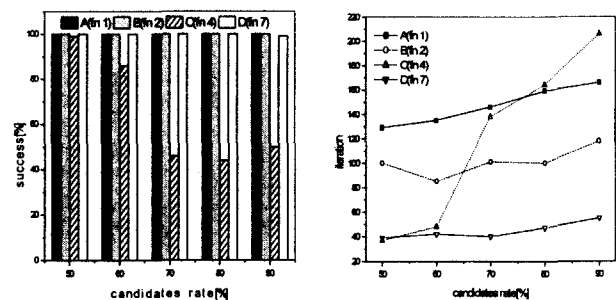 A(fn 1) B(fn 2) C(fn 4) D(fn 7)
100
80
60
40
20
0
success[%]
50 60 70 80 90
candidates rate[%]
A(fn 1)
B(fn 2)
C(fn 4)
D(fn 7)
220
200
180
160
140
120
100
80
60
40
20
iteration
50 60 70 80 90
candidates rate[%]